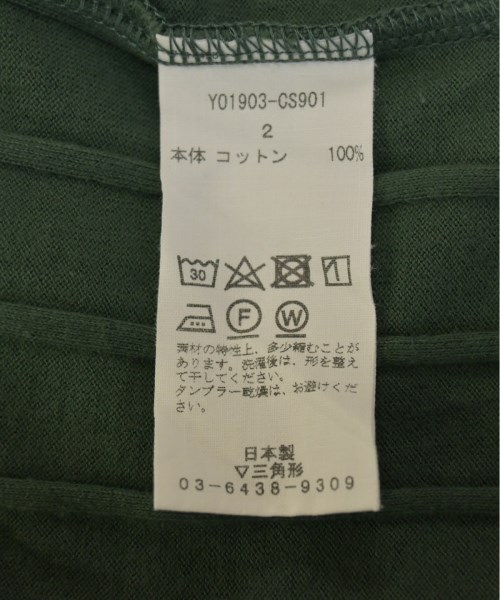 YO1903-CS901
2
本体 コットン 100%
30
F W
素材の特性上、多少縮むことが
あります。洗濯後は、形を整え
て干してください。
タンブラー乾燥は、お避けくだ
さい。
日本製
▽三角形
03-6438-9309